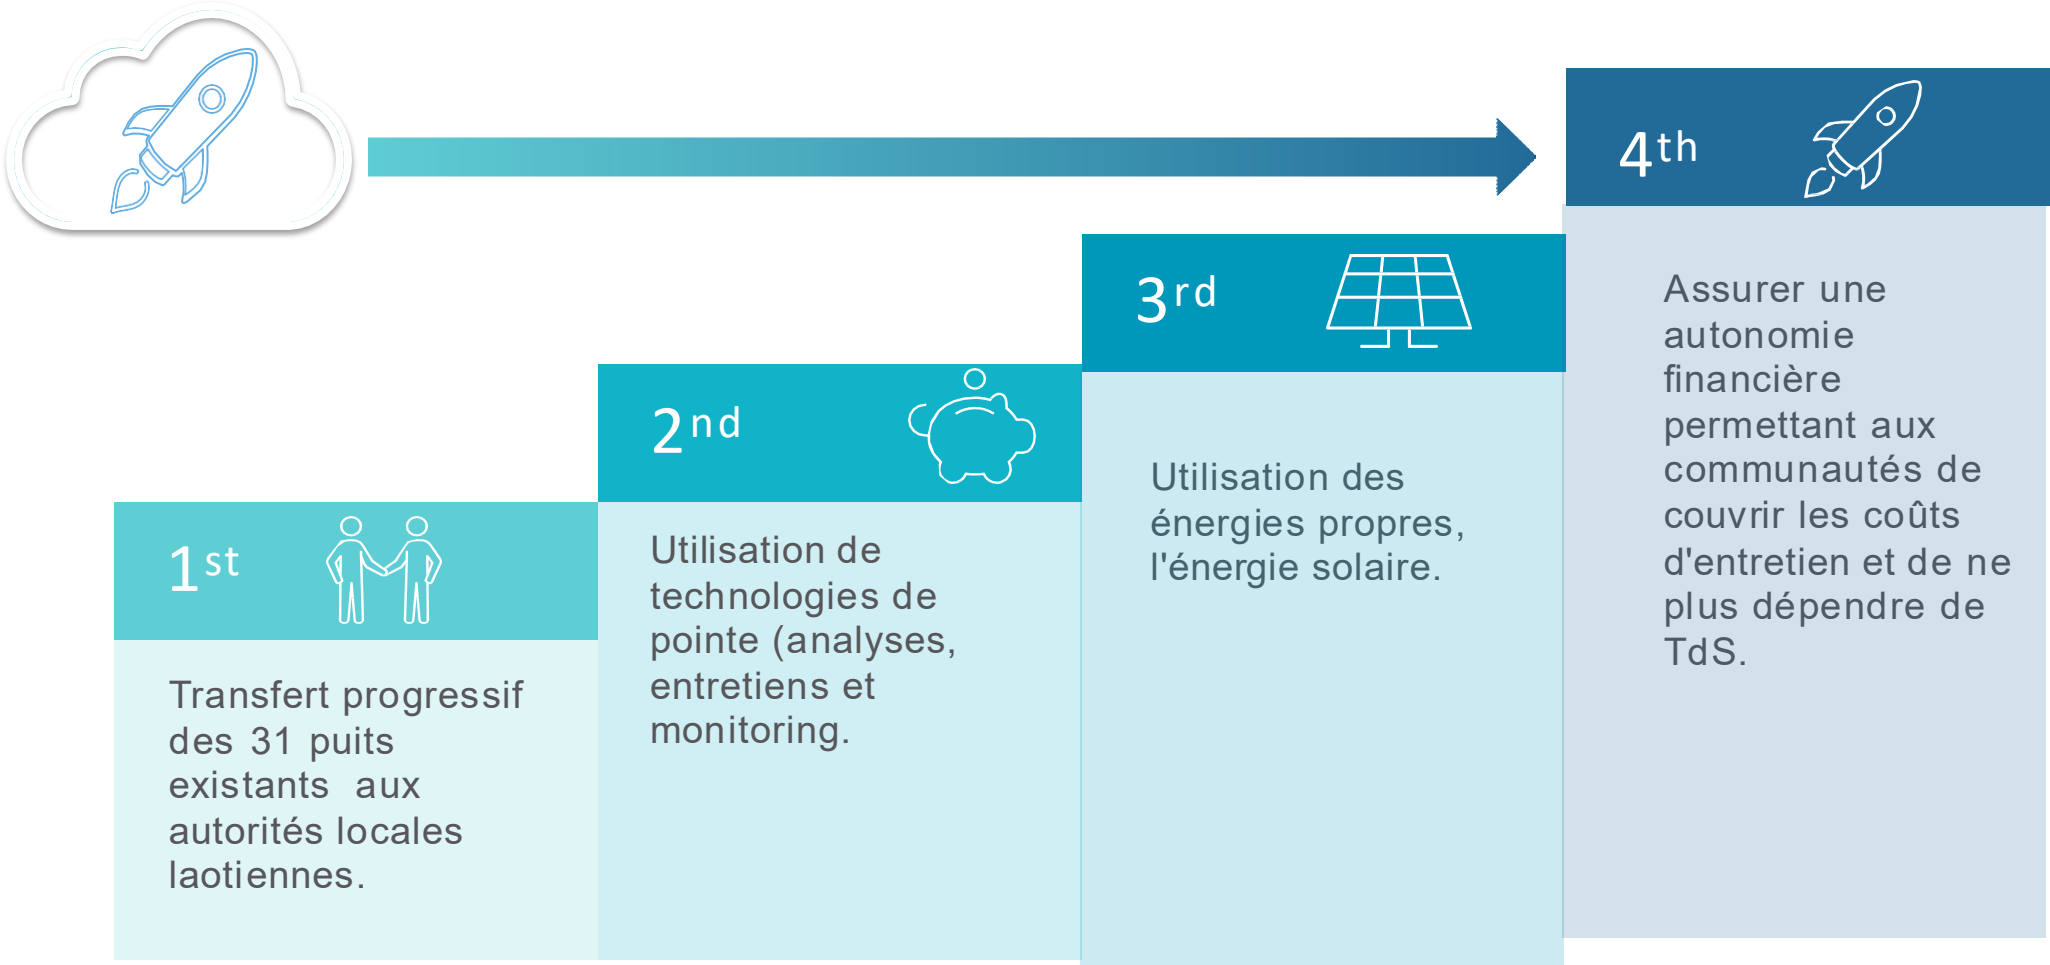 1st
Transfert progressif
des 31 puits
existants aux
autorités locales
laotiennes.
2nd
Utilisation de
technologies de
pointe (analyses,
entretiens et
monitoring.
3rd
Utilisation des
énergies propres,
l'énergie solaire.
4th
Assurer une
autonomie
financière
permettant aux
communautés de
couvrir les coûts
d'entretien et de ne
plus dépendre de
TdS.